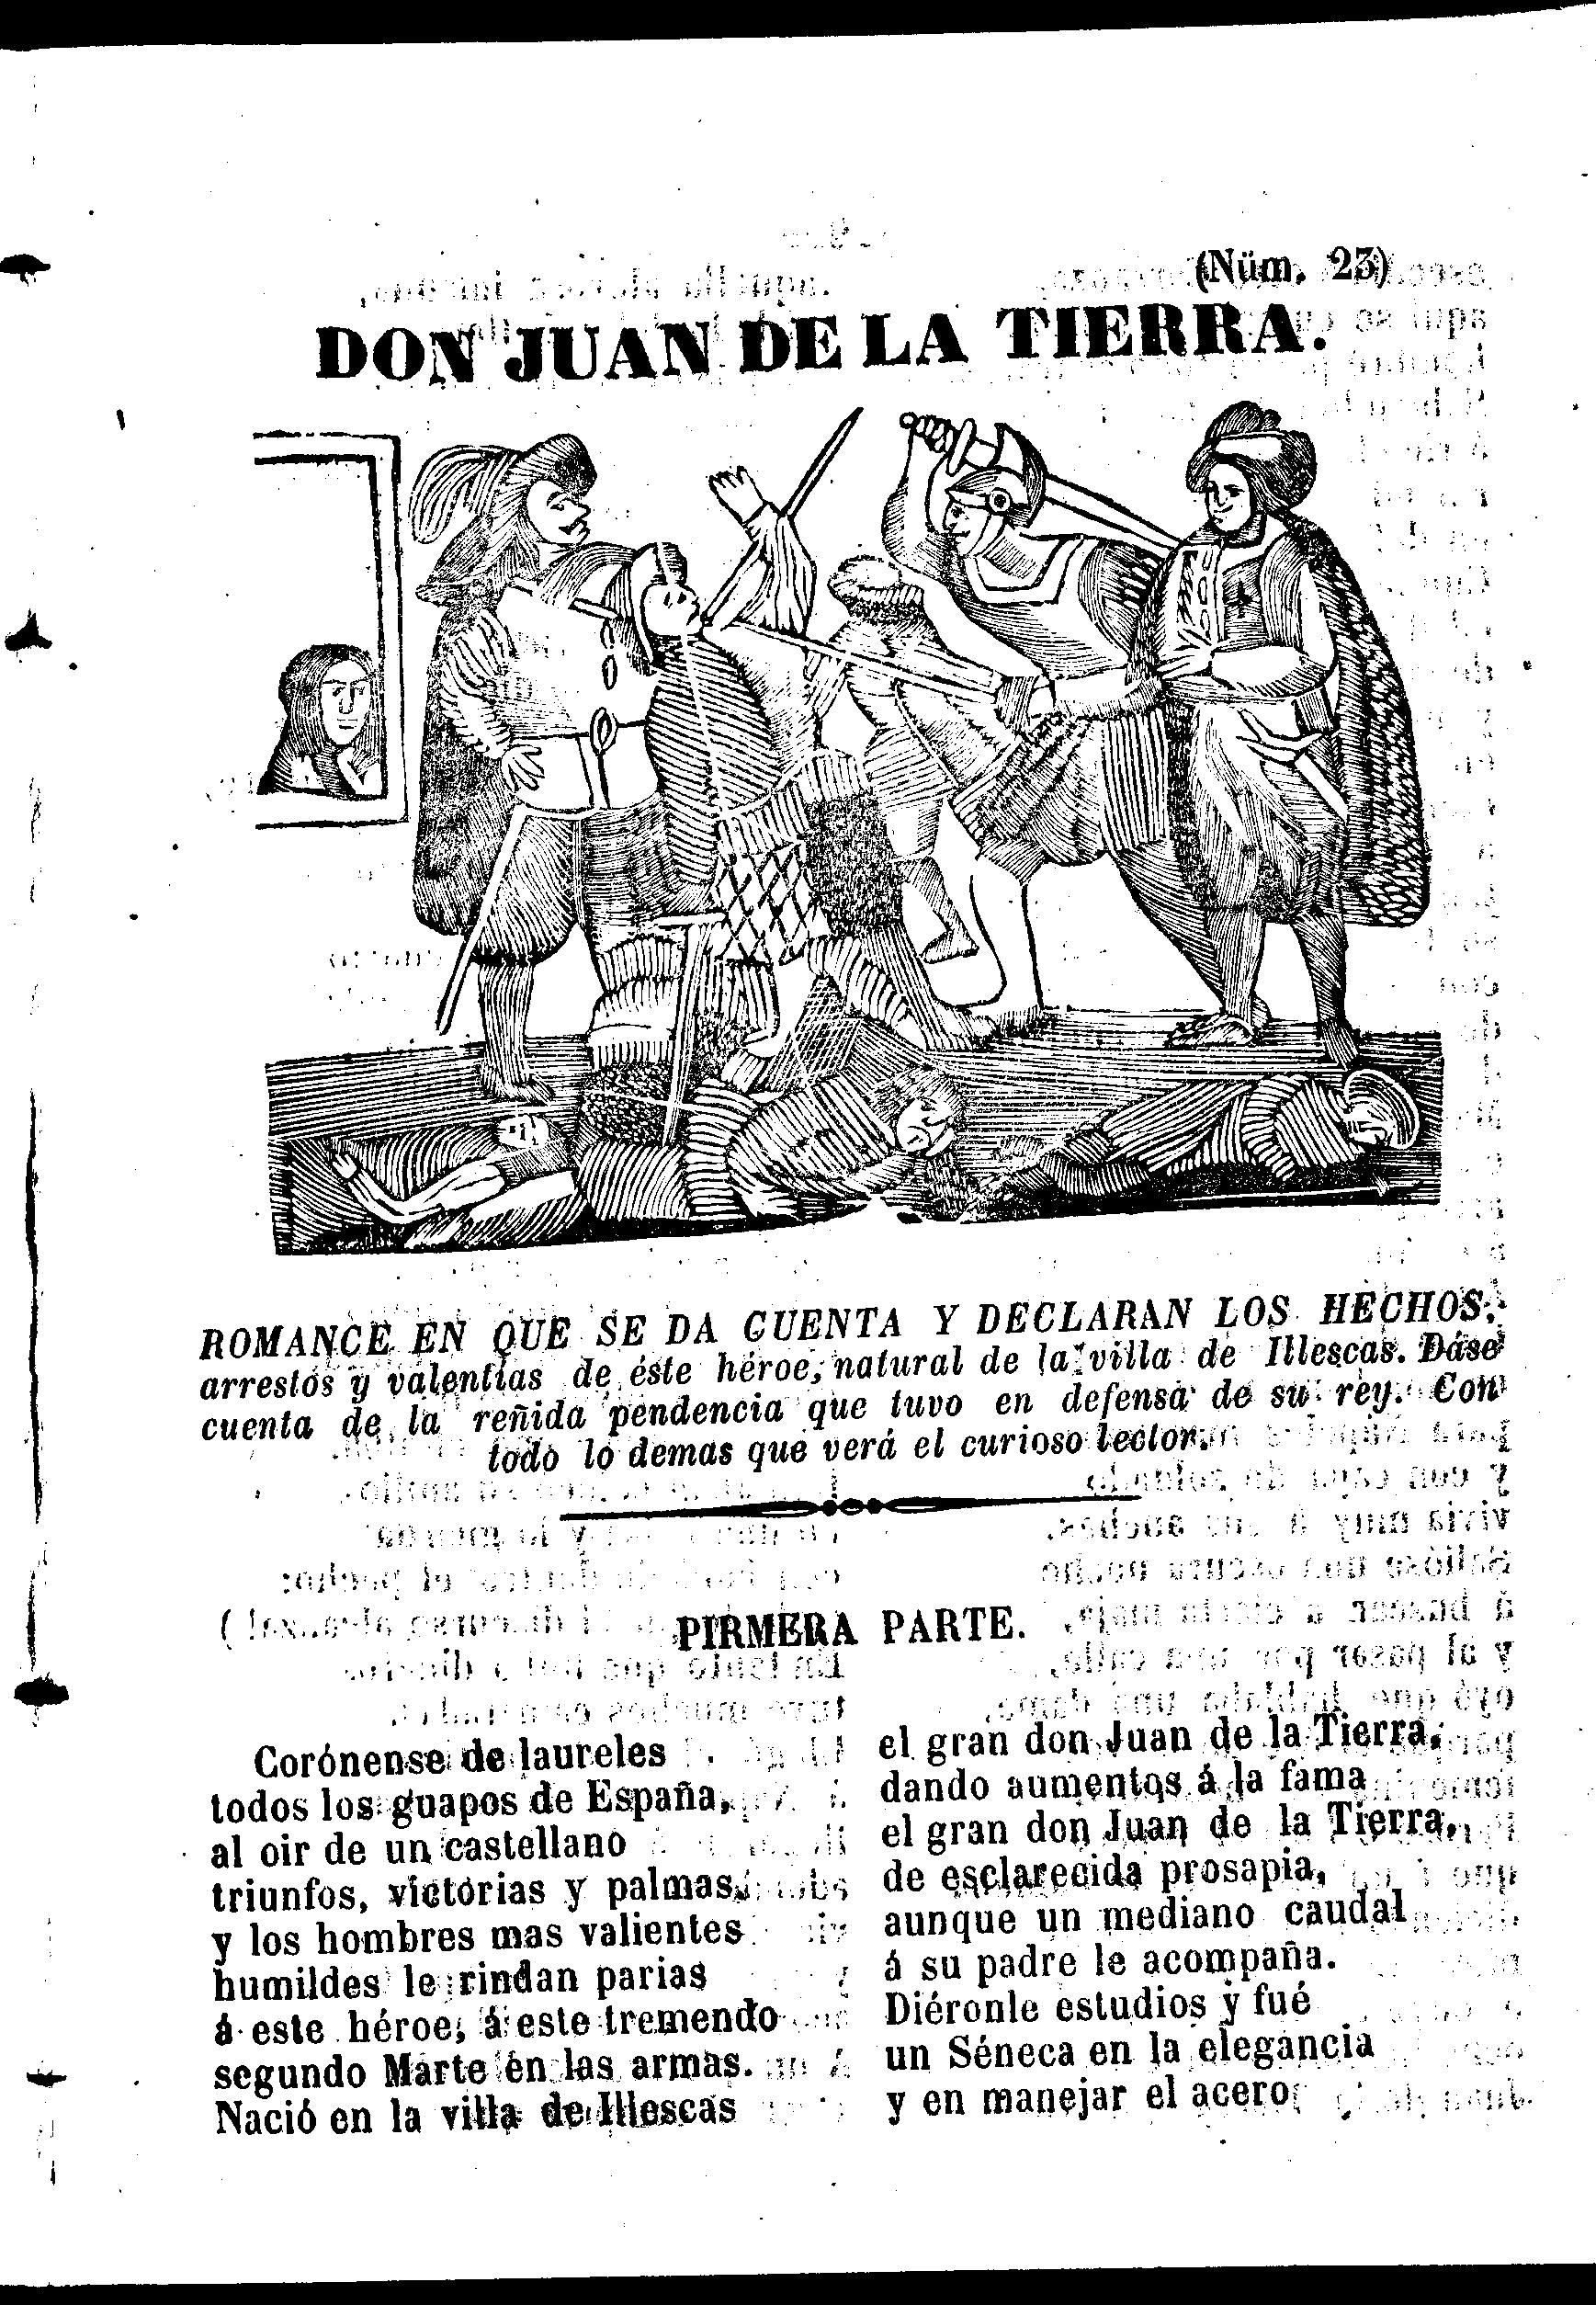 (Núm. 23)
DON JUAN DE LA TIERRA.
ROMANCE EN QUE SE DA CUENTA Y DECLARAN LOS HECHOS,
arrestos y valentias de éste héroe, natural de la villa de Illescas. Dáse
cuenta de la reñida pendencia que tuvo en defensa de su rey. Con
todo lo demas que verá el curioso lector.
PIRMERA PARTE.
Corónense de laureles
todos los guapos de España,
al oir de un castellano
triunfos, victorias y palmas,
y los hombres mas valientes
humildes le rindan parias
á este héroe, á este tremendo
segundo Marte en las armas.
Nació en la villa de Illescas
el gran don Juan de la Tierra,
dando aumentos á la fama
el gran don Juan de la Tierra,
de esclarecida prosapia,
aunque un mediano caudal
á su padre le acompaña.
Diéronle estudios y fué
un Séneca en la elegancia
y en manejar el acero